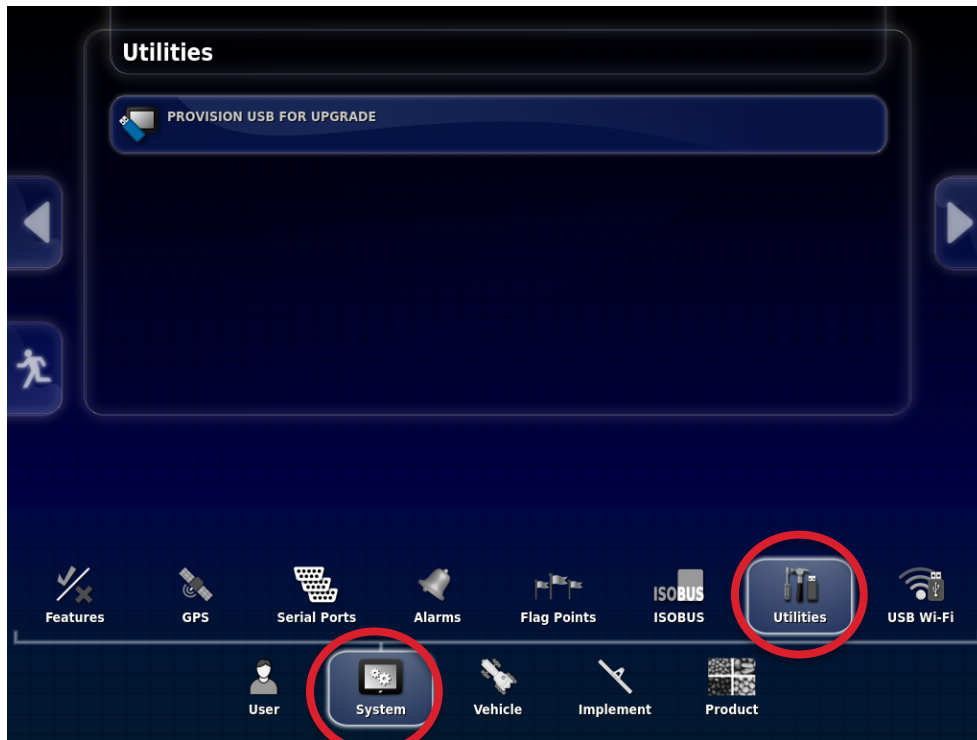 Utilities
PROVISION USB FOR UPGRADE
Features GPS Serial Ports Alarms Flag Points ISOBUS ISOBUS Utilities USB Wi-Fi
User System Vehicle Implement Product